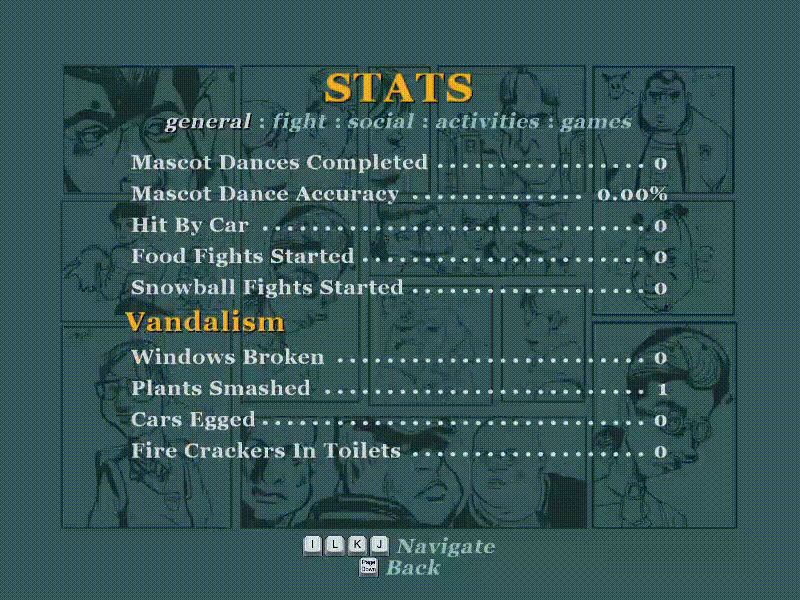 STATS
general : fight : social : activities : games
Mascot Dances Completed . . . . . . . . . . . . . . . . . 0
Mascot Dance Accuracy . . . . . . . . . . . . . . 0.00%
Hit By Car . . . . . . . . . . . . . . . . . . . . . . . . . . . . . . . 0
Food Fights Started . . . . . . . . . . . . . . . . . . . . . . . 0
Snowball Fights Started . . . . . . . . . . . . . . . . . . . 0
Vandalism
Windows Broken . . . . . . . . . . . . . . . . . . . . . . . . . 0
Plants Smashed . . . . . . . . . . . . . . . . . . . . . . . . . . 1
Cars Egged . . . . . . . . . . . . . . . . . . . . . . . . . . . . . . . 0
Fire Crackers In Toilets . . . . . . . . . . . . . . . . . . . 0
I L K J Navigate
Page Down Back